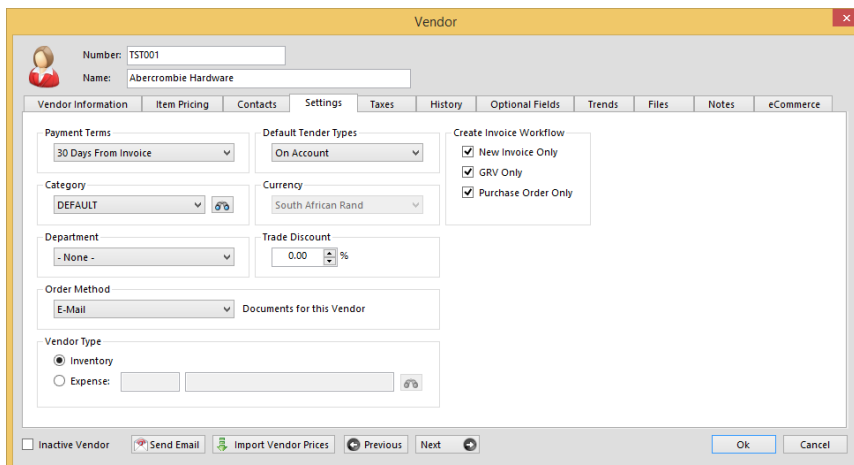 Vendor
Number: TST001
Name: Abercrombie Hardware
Vendor Information Item Pricing Contacts Settings Taxes History Optional Fields Trends Files Notes eCommerce
Payment Terms Default Tender Types Create Invoice Workflow
30 Days From Invoice On Account New Invoice Only
GRV Only
Category Currency Purchase Order Only
DEFAULT South African Rand
Department Trade Discount
- None - 0.00 %
Order Method
E-Mail Documents for this Vendor
Vendor Type
Inventory
Expense:
Inactive Vendor Send Email Import Vendor Prices Previous Next Ok Cancel